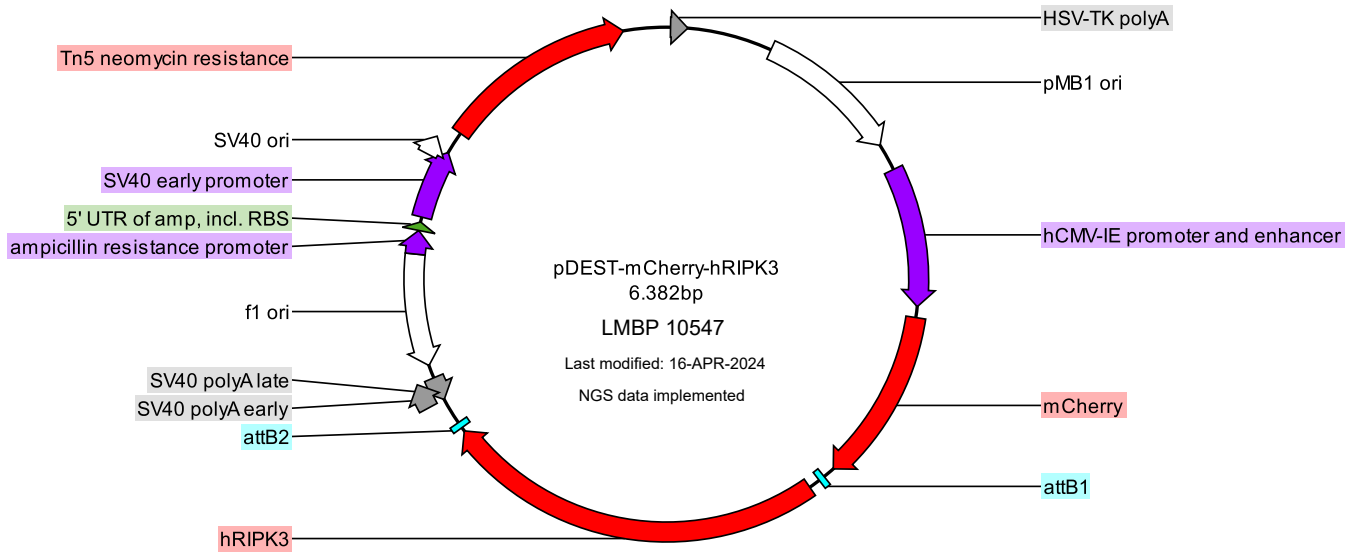 HSV-TK polyA
Tn5 neomycin resistance
pMB1 ori
SV40 ori
SV40 early promoter
5' UTR of amp, incl. RBS
ampicillin resistance promoter
hCMV-IE promoter and enhancer
pDEST-mCherry-hRIPK3
6.382bp
LMBP 10547
Last modified: 16-APR-2024
NGS data implemented
f1 ori
SV40 polyA late
SV40 polyA early
attB2
mCherry
attB1
hRIPK3